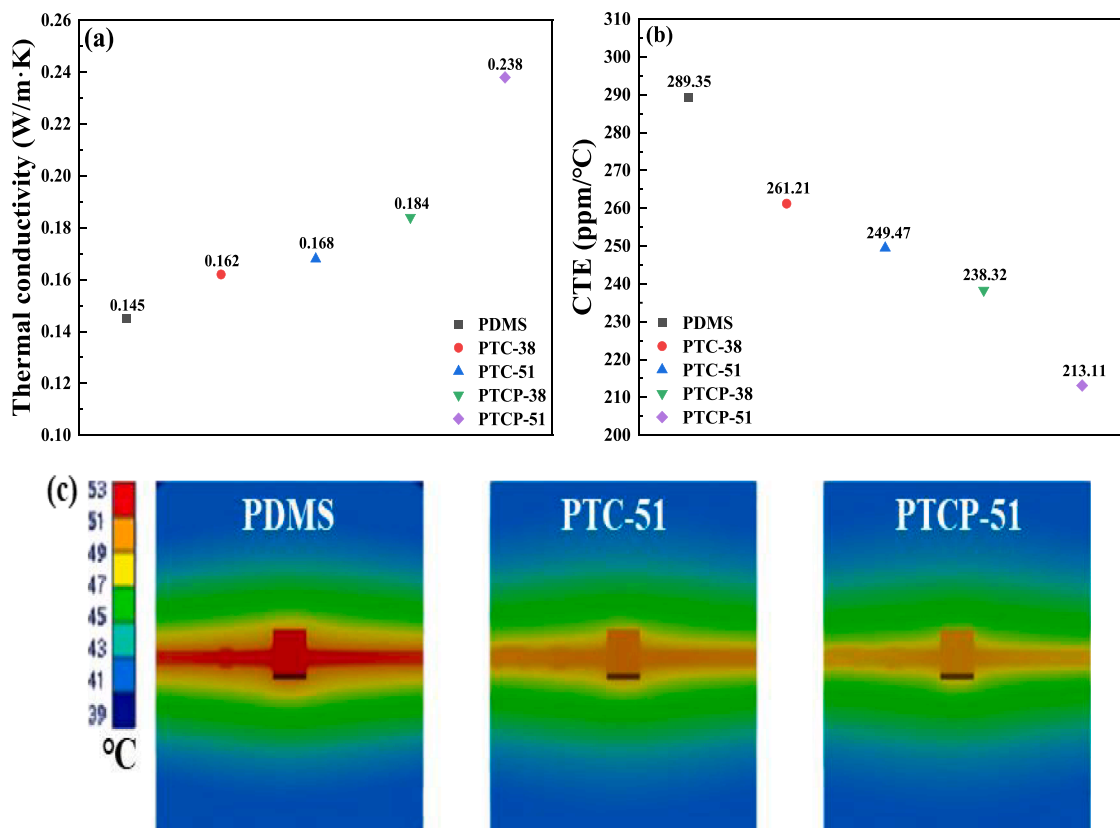 (a)
Thermal conductivity (W/m·K)
0.26
0.24
0.22
0.20
0.18
0.16
0.14
0.12
0.10
0.145
0.162
0.168
0.184
0.238
PDMS
PTC-38
PTC-51
PTCP-38
PTCP-51
(b)
CTE (ppm/°C)
310
300
290
280
270
260
250
240
230
220
210
200
289.35
261.21
249.47
238.32
213.11
PDMS
PTC-38
PTC-51
PTCP-38
PTCP-51
(c)
53
51
49
47
45
43
41
39
°C
PDMS
PTC-51
PTCP-51